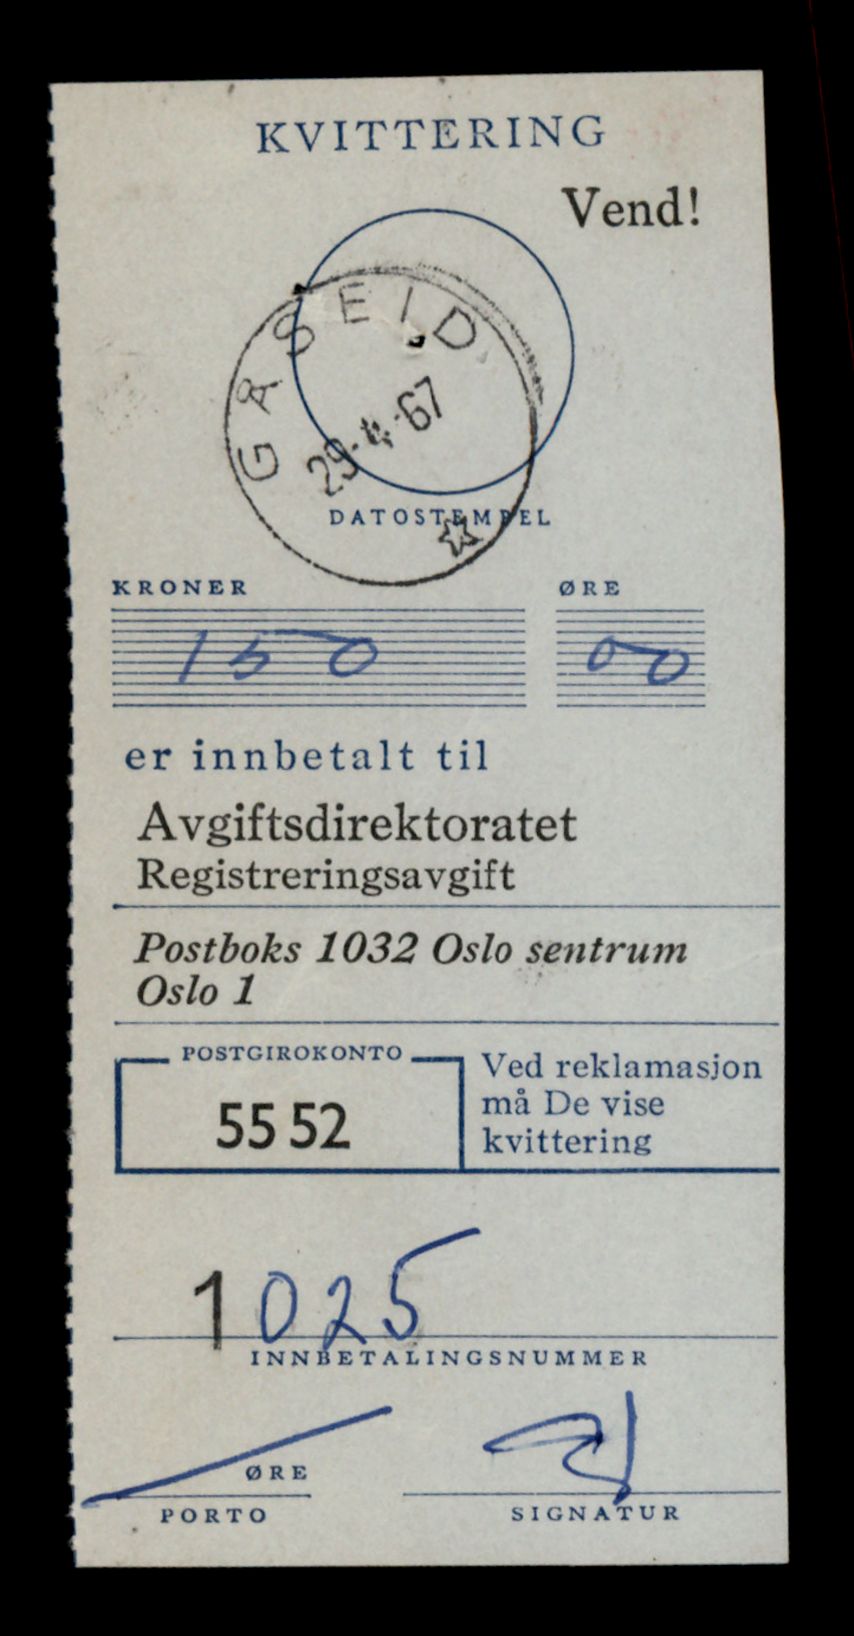 KVITTERING
Vend!
GÅSEID
29-4-67
DATOSTEMPEL
KRONER ØRE
150 00
er innbetalt til
Avgiftsdirektoratet
Registreringsavgift
Postboks 1032 Oslo sentrum
Oslo 1
POSTGIROKONTO
55 52
Ved reklamasjon
må De vise
kvittering
1025
INNBETALINGSNUMMER
ØRE
PORTO
SIGNATUR